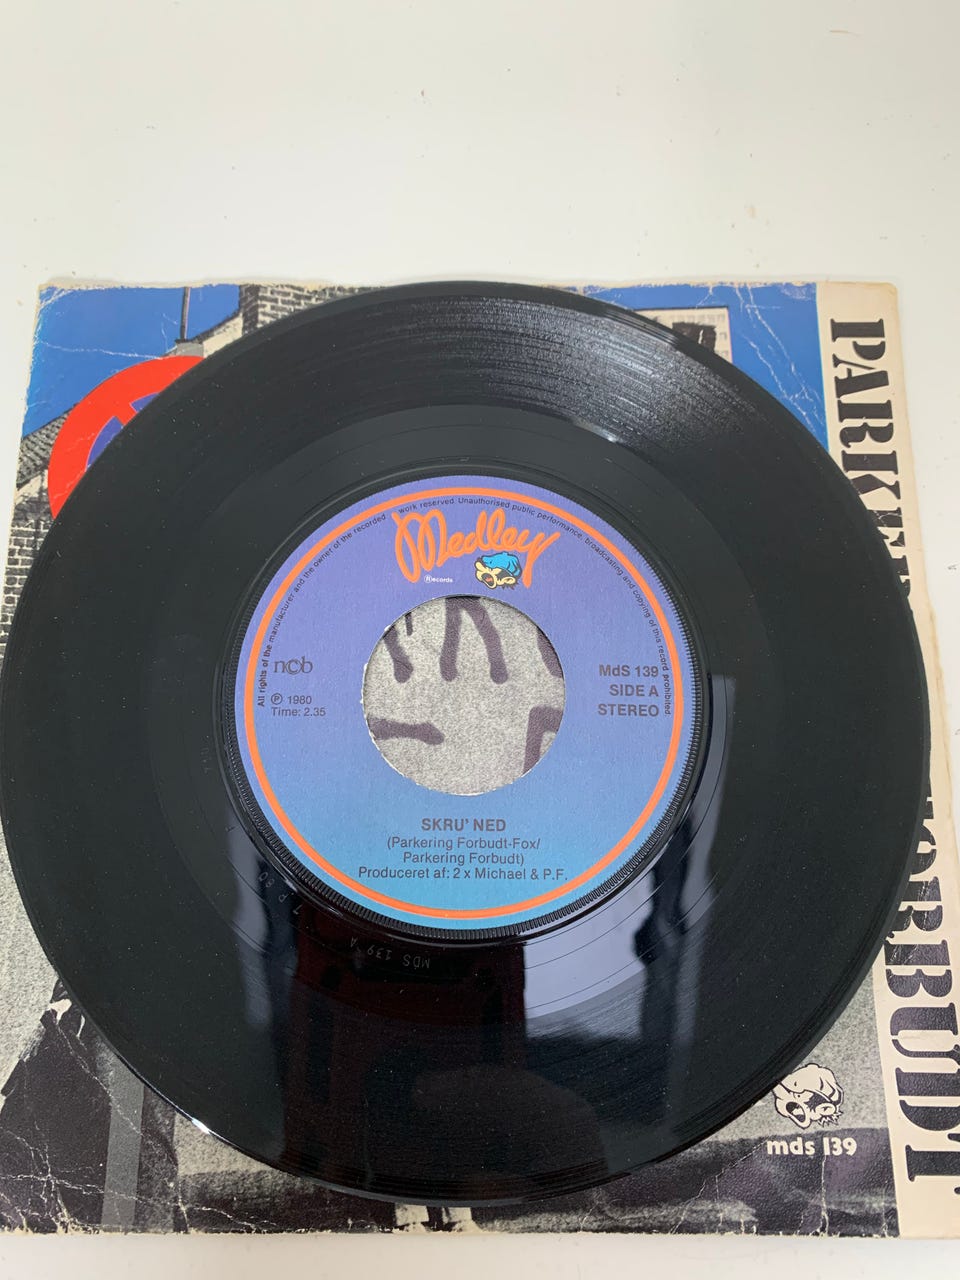 All rights of the manufacturer and the owner of the recorded work reserved. Unauthorised public performance, broadcasting and copying of this record prohibited
Medley
Records
ncb
℗ 1980
Time: 2.35
MdS 139
SIDE A
STEREO
SKRU' NED
(Parkering Forbudt-Fox/
Parkering Forbudt)
Produceret af: 2 x Michael & P.F.
MDS 139 A
mds 139